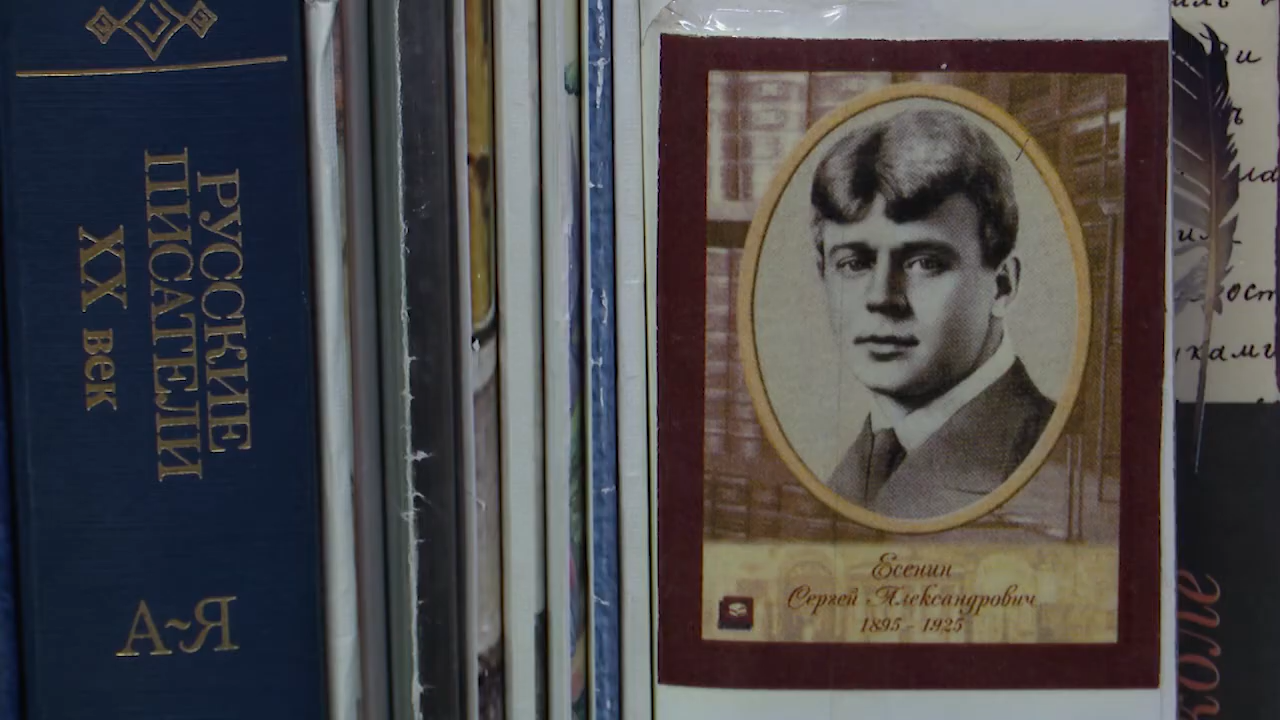 РУССКИЕ
ПИСАТЕЛИ
XX век
А~Я
Есенин
Сергей Александрович
1895 - 1925